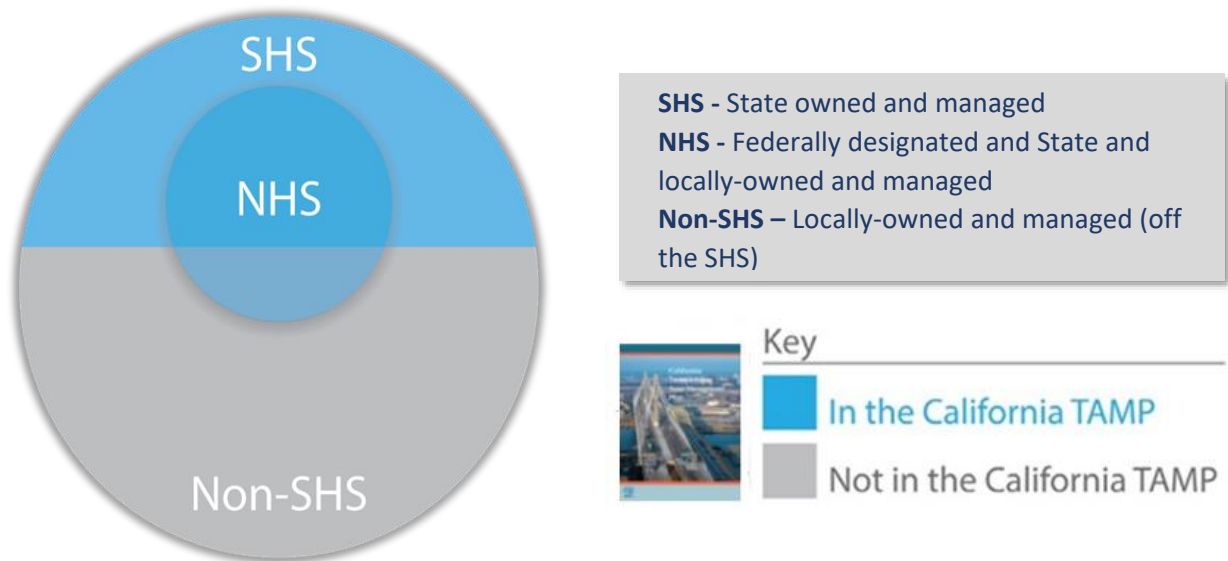 SHS
NHS
Non-SHS
SHS - State owned and managed
NHS - Federally designated and State and
locally-owned and managed
Non-SHS – Locally-owned and managed (off
the SHS)
Key
In the California TAMP
Not in the California TAMP
California